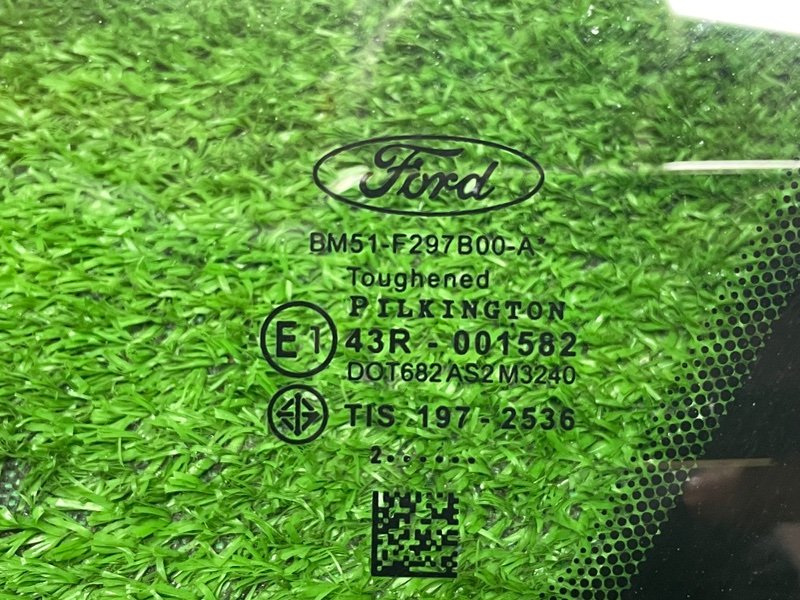 Ford
BM51-F297B00-A*
Toughened
PILKINGTON
E1 43R - 001582
DOT682 AS2 M3240
TIS 197-2536
2.......